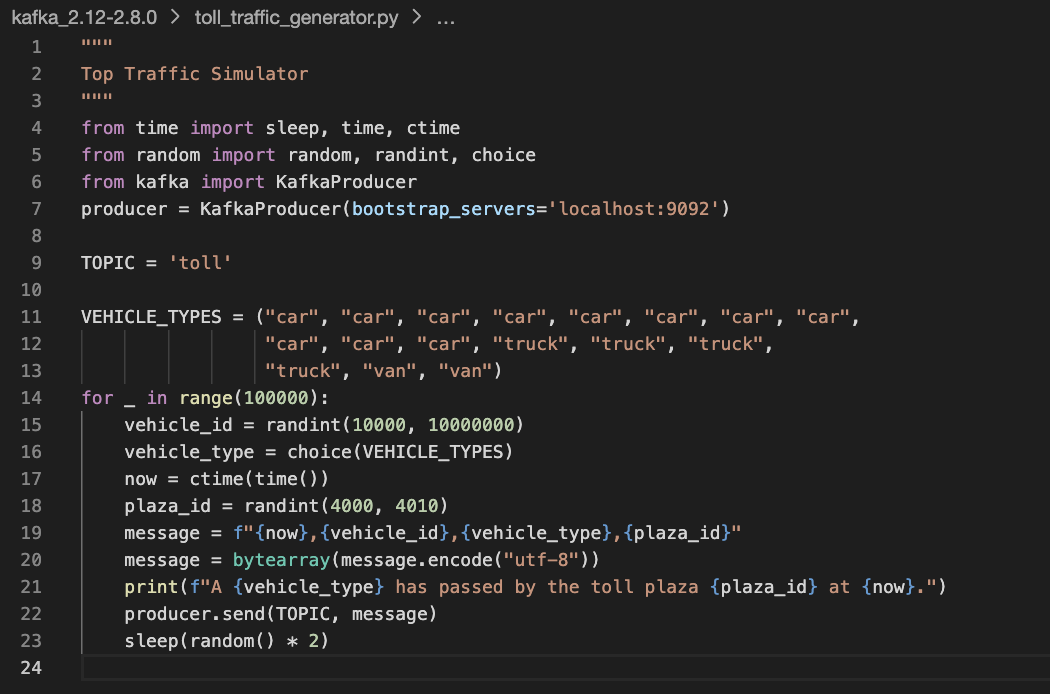 kafka_2.12-2.8.0 > toll_traffic_generator.py > ...
1 """
2 Top Traffic Simulator
3 """
4 from time import sleep, time, ctime
5 from random import random, randint, choice
6 from kafka import KafkaProducer
7 producer = KafkaProducer(bootstrap_servers='localhost:9092')
8
9 TOPIC = 'toll'
10
11 VEHICLE_TYPES = ("car", "car", "car", "car", "car", "car", "car", "car",
12                  "car", "car", "car", "truck", "truck", "truck",
13                  "truck", "van", "van")
14 for _ in range(100000):
15     vehicle_id = randint(10000, 10000000)
16     vehicle_type = choice(VEHICLE_TYPES)
17     now = ctime(time())
18     plaza_id = randint(4000, 4010)
19     message = f"{now},{vehicle_id},{vehicle_type},{plaza_id}"
20     message = bytearray(message.encode("utf-8"))
21     print(f"A {vehicle_type} has passed by the toll plaza {plaza_id} at {now}.")
22     producer.send(TOPIC, message)
23     sleep(random() * 2)
24